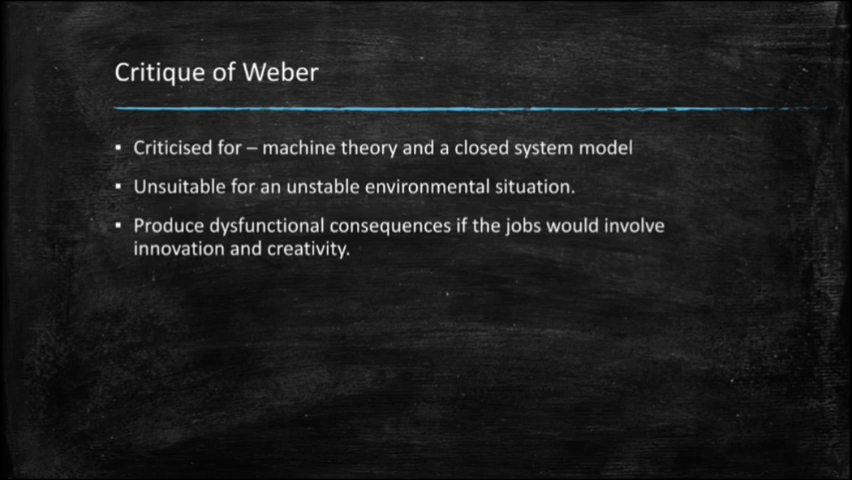 Critique of Weber
▪ Criticised for – machine theory and a closed system model
▪ Unsuitable for an unstable environmental situation.
▪ Produce dysfunctional consequences if the jobs would involve
innovation and creativity.